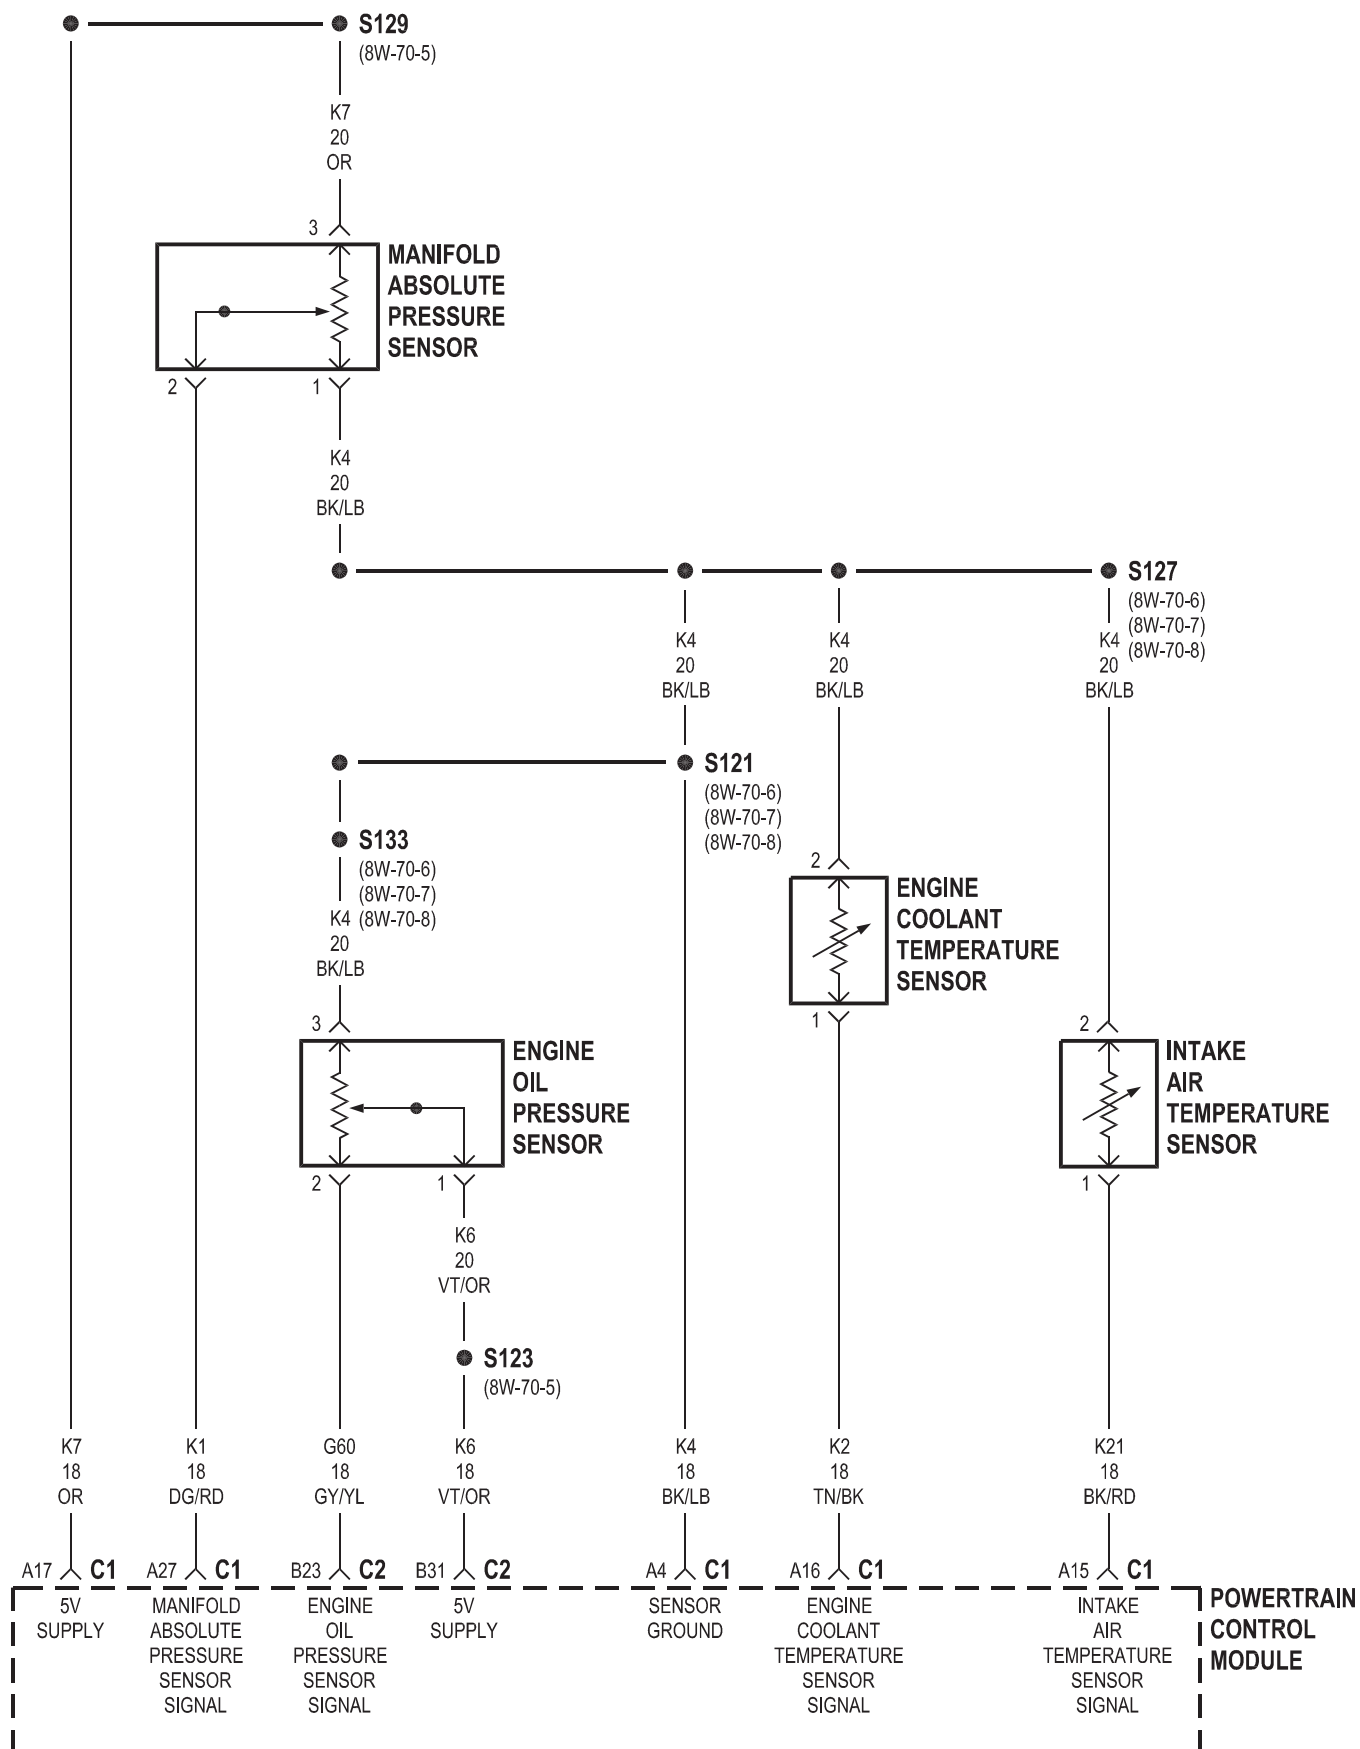 S129
(8W-70-5)
K7
20
OR
3
MANIFOLD
ABSOLUTE
PRESSURE
SENSOR
2
1
K4
20
BK/LB
S127
(8W-70-6)
(8W-70-7)
(8W-70-8)
K4
20
BK/LB
K4
20
BK/LB
K4
20
BK/LB
S121
(8W-70-6)
(8W-70-7)
(8W-70-8)
S133
(8W-70-6)
(8W-70-7)
(8W-70-8)
K4
20
BK/LB
2
ENGINE
COOLANT
TEMPERATURE
SENSOR
1
3
ENGINE
OIL
PRESSURE
SENSOR
2
1
2
INTAKE
AIR
TEMPERATURE
SENSOR
1
K6
20
VT/OR
S123
(8W-70-5)
K7
18
OR
K1
18
DG/RD
G60
18
GY/YL
K6
18
VT/OR
K4
18
BK/LB
K2
18
TN/BK
K21
18
BK/RD
A17 C1
A27 C1
B23 C2
B31 C2
A4 C1
A16 C1
A15 C1
5V
SUPPLY
MANIFOLD
ABSOLUTE
PRESSURE
SENSOR
SIGNAL
ENGINE
OIL
PRESSURE
SENSOR
SIGNAL
5V
SUPPLY
SENSOR
GROUND
ENGINE
COOLANT
TEMPERATURE
SENSOR
SIGNAL
INTAKE
AIR
TEMPERATURE
SENSOR
SIGNAL
POWERTRAIN
CONTROL
MODULE